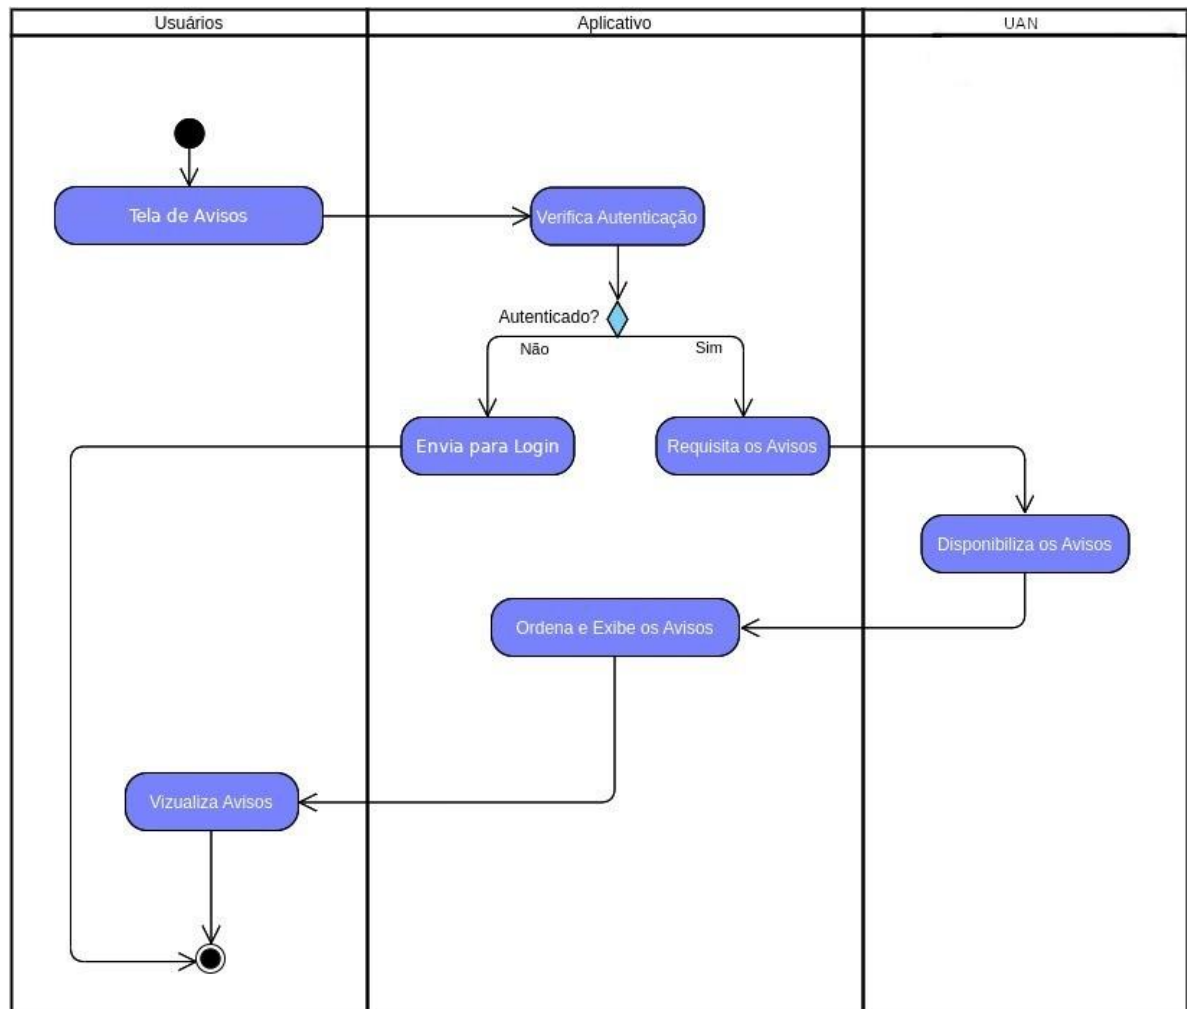 Usuários
Aplicativo
UAN
Tela de Avisos
Verifica Autenticação
Autenticado?
Não
Sim
Envia para Login
Requisita os Avisos
Disponibiliza os Avisos
Ordena e Exibe os Avisos
Vizualiza Avisos